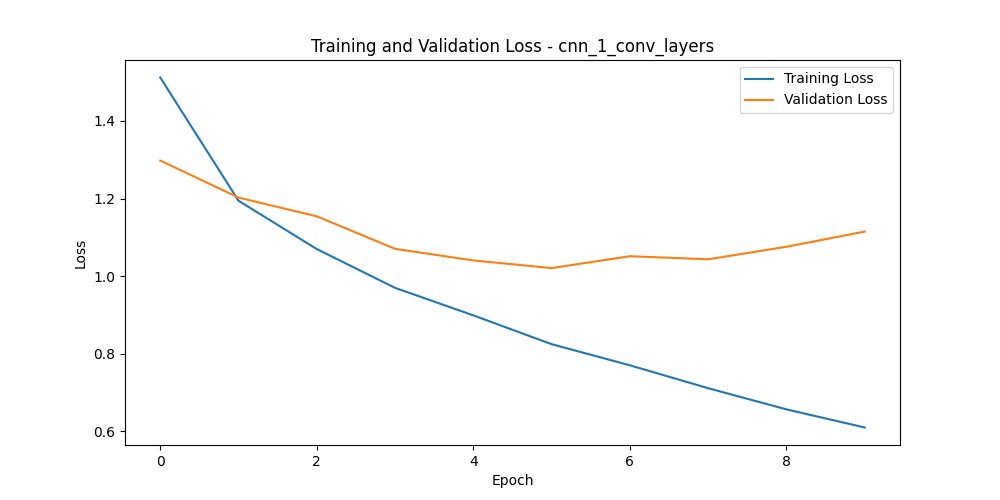 Training and Validation Loss - cnn_1_conv_layers
Training Loss
Validation Loss
1.4
1.2
1.0
0.8
0.6
Loss
0 2 4 6 8
Epoch